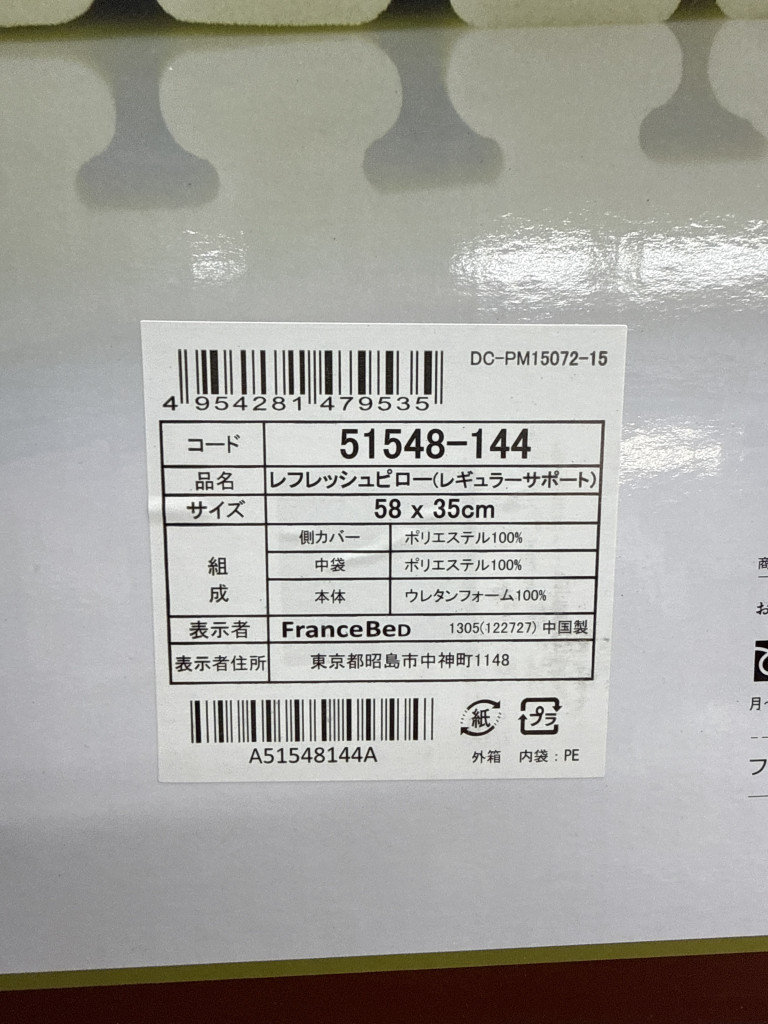 DC-PM15072-15
4 954281 479535
コード 51548-144
品名 レフレッシュピロー(レギュラーサポート)
サイズ 58 x 35cm
組成
側カバー ポリエステル100%
中袋 ポリエステル100%
本体 ウレタンフォーム100%
表示者 FranceBeD 1305(122727) 中国製
表示者住所 東京都昭島市中神町1148
A51548144A
紙 プラ
外箱 内袋:PE
商
お
月
フ